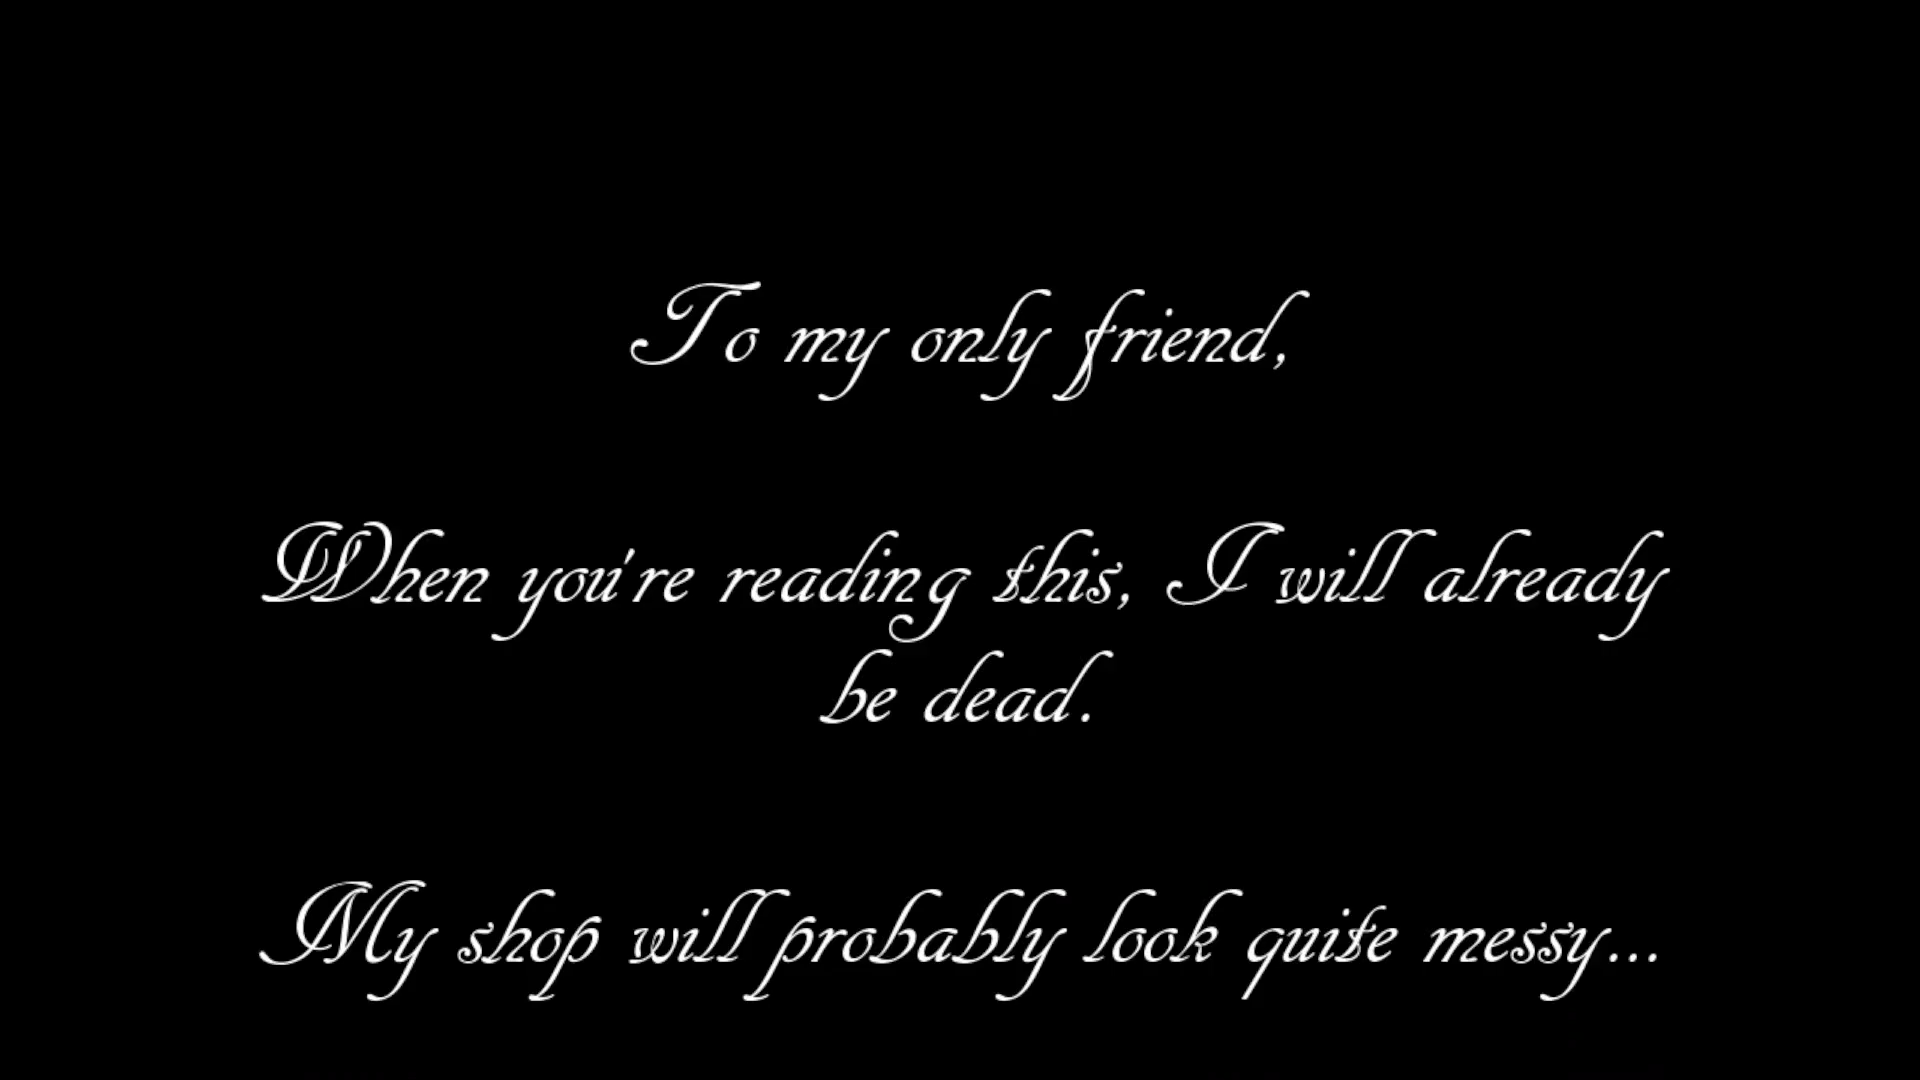 To my only friend,
When you're reading this, I will already
be dead.
My shop will probably look quite messy...